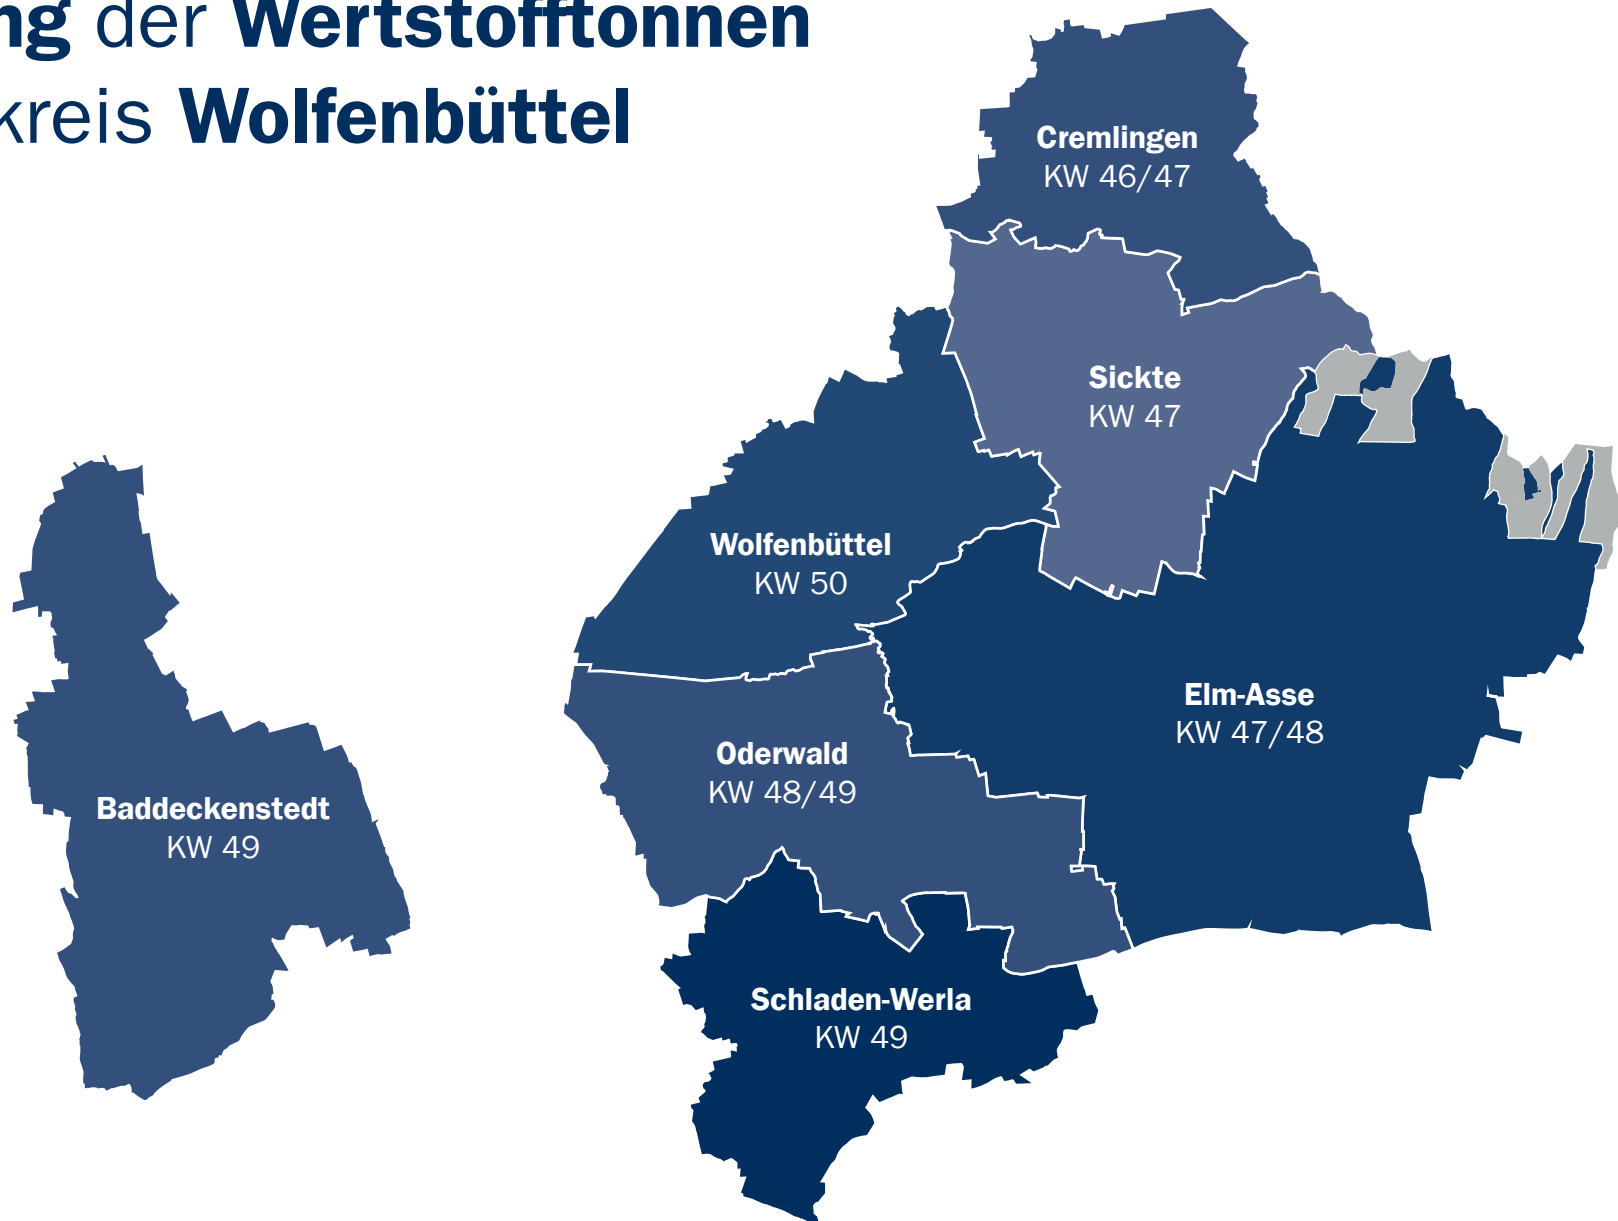 ng der Wertstofftonnen
kreis Wolfenbüttel
Cremlingen
KW 46/47
Sickte
KW 47
Wolfenbüttel
KW 50
Elm-Asse
KW 47/48
Oderwald
KW 48/49
Baddeckenstedt
KW 49
Schladen-Werla
KW 49